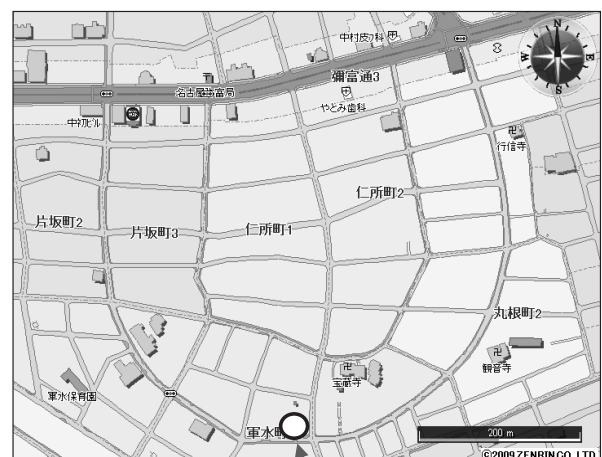 中村皮フ科
N
W
E
S
彌富通3
名古屋弥富局
やとみ歯科
中初ビル
行信寺
仁所町2
片坂町2
片坂町3
仁所町1
丸根町2
観音寺
宝蔵寺
軍水保育園
軍水町
200 m
©2009 ZENRIN CO., LTD.